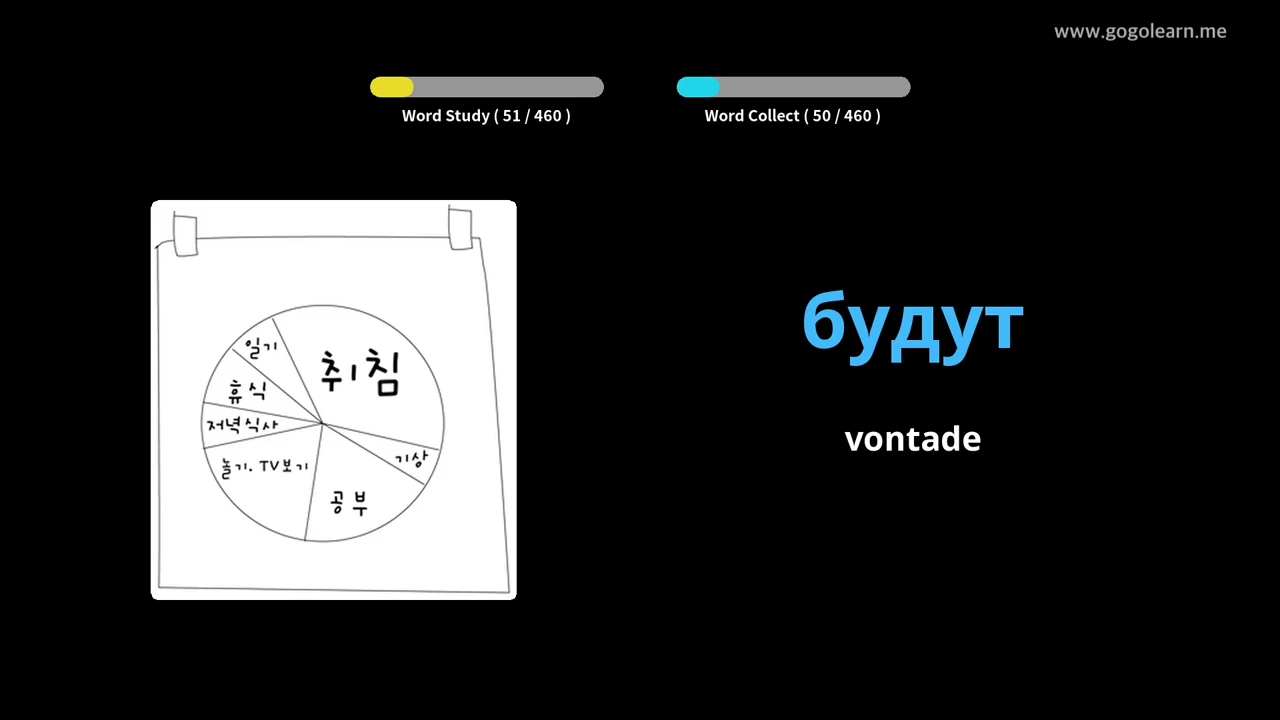 www.gogolearn.me
Word Study ( 51 / 460 )
Word Collect ( 50 / 460 )
일기
취침
휴식
저녁식사
놀기. TV보기
기상
공부
будут
vontade